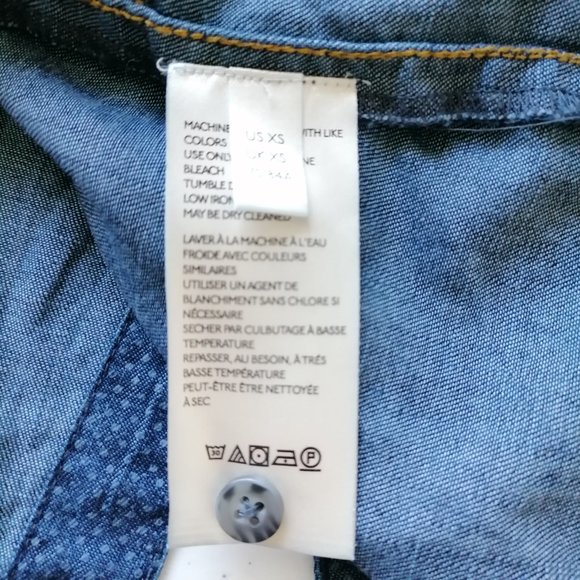 US XS
UK XS
MACHINE WITH LIKE
COLORS
USE ONLY
BLEACH
TUMBLE
LOW IRON
MAY BE DRY CLEANED
LAVER À LA MACHINE À L'EAU
FROIDE AVEC COULEURS
SIMILAIRES
UTILISER UN AGENT DE
BLANCHIMENT SANS CHLORE SI
NÉCESSAIRE
SECHER PAR CULBUTAGE À BASSE
TEMPERATURE
REPASSER, AU BESOIN, À TRÉS
BASSE TEMPÉRATURE
PEUT-ÊTRE ÊTRE NETTOYÉE
À SEC
30
P